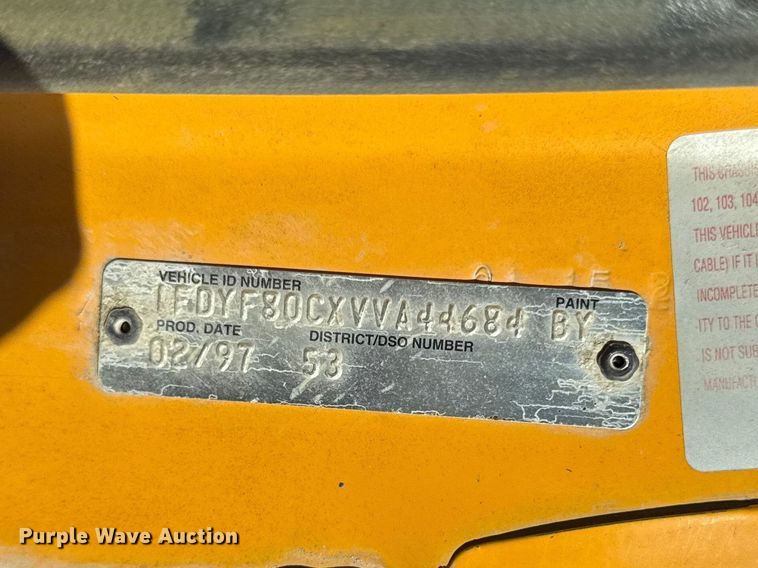 VEHICLE ID NUMBER
PAINT
1FDYF80CXVVA44684 BY
PROD. DATE
DISTRICT/DSO NUMBER
02/97 53
THIS CHASSIS
102, 103, 104
THIS VEHICLE
CABLE) IF IT
INCOMPLETE
ITY TO THE
IS NOT SUB
MANUFACTU
Purple Wave Auction